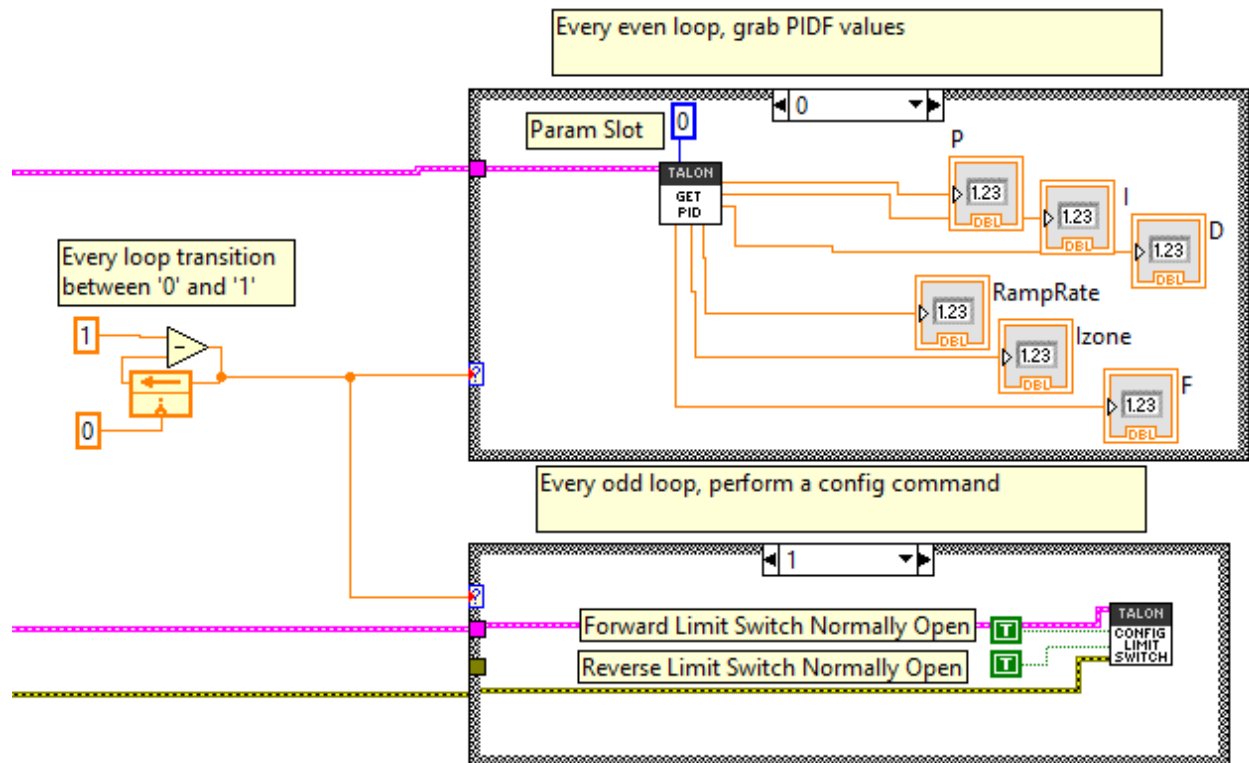 Every even loop, grab PIDF values
0
Param Slot
0
P
TALON
GET
PID
1.23
DBL
I
1.23
DBL
D
1.23
DBL
Every loop transition
between '0' and '1'
RampRate
1.23
DBL
1
-
Izone
1.23
DBL
?
F
1.23
DBL
0
Every odd loop, perform a config command
1
?
TALON
CONFIG
LIMIT
SWITCH
Forward Limit Switch Normally Open
T
Reverse Limit Switch Normally Open
T